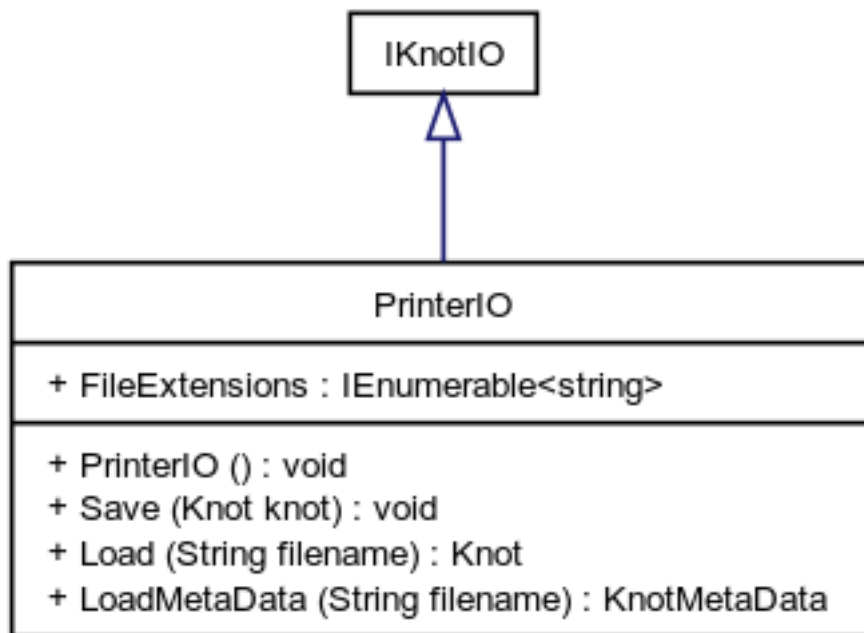 IKnotIO
PrinterIO
+ FileExtensions : IEnumerable<string>
+ PrinterIO () : void
+ Save (Knot knot) : void
+ Load (String filename) : Knot
+ LoadMetaData (String filename) : KnotMetaData